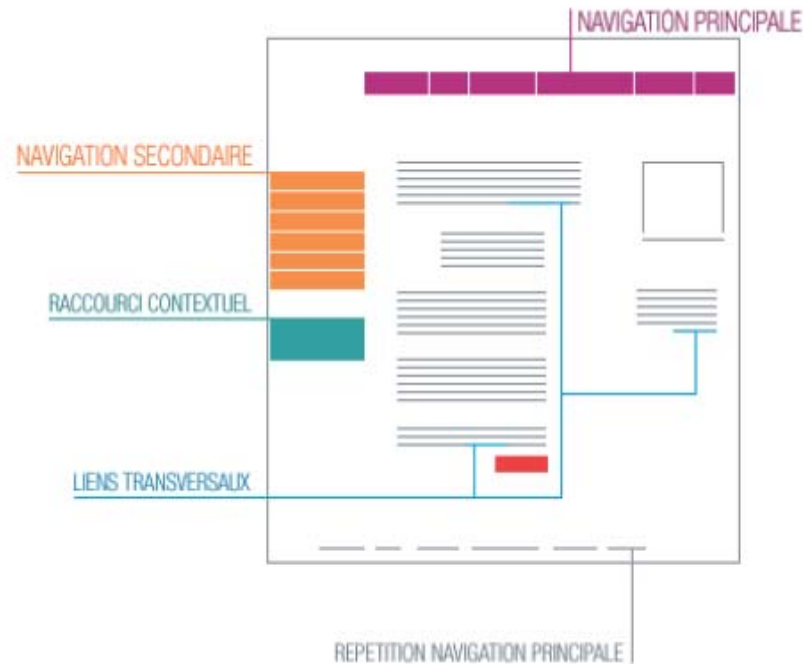 NAVIGATION PRINCIPALE
NAVIGATION SECONDAIRE
RACCOURCI CONTEXTUEL
LIENS TRANSVERSAUX
REPETITION NAVIGATION PRINCIPALE